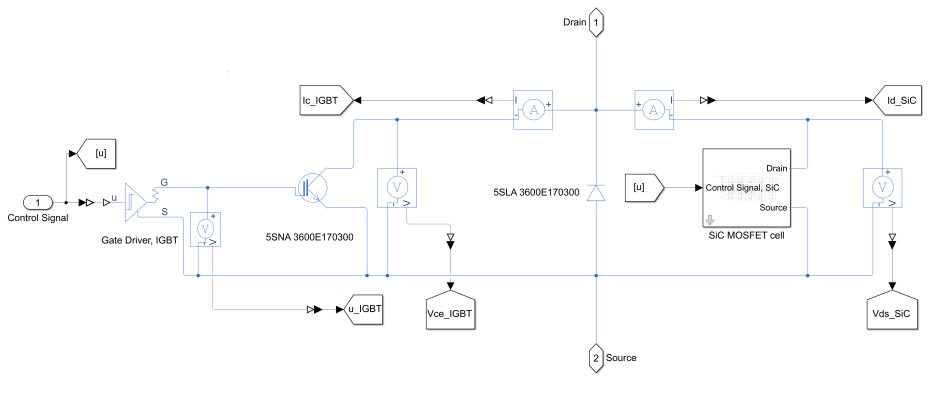 Drain
1
Ic_IGBT
I
+
A
-
+
A
I
-
Id_SiC
[u]
1
Control Signal
u
G
S
Gate Driver, IGBT
+
V
V
5SNA 3600E170300
+
V
V
5SLA 3600E170300
[u]
Drain
Control Signal, SiC
Source
SiC MOSFET cell
+
V
V
-
-
-
u_IGBT
Vce_IGBT
Vds_SiC
2
Source